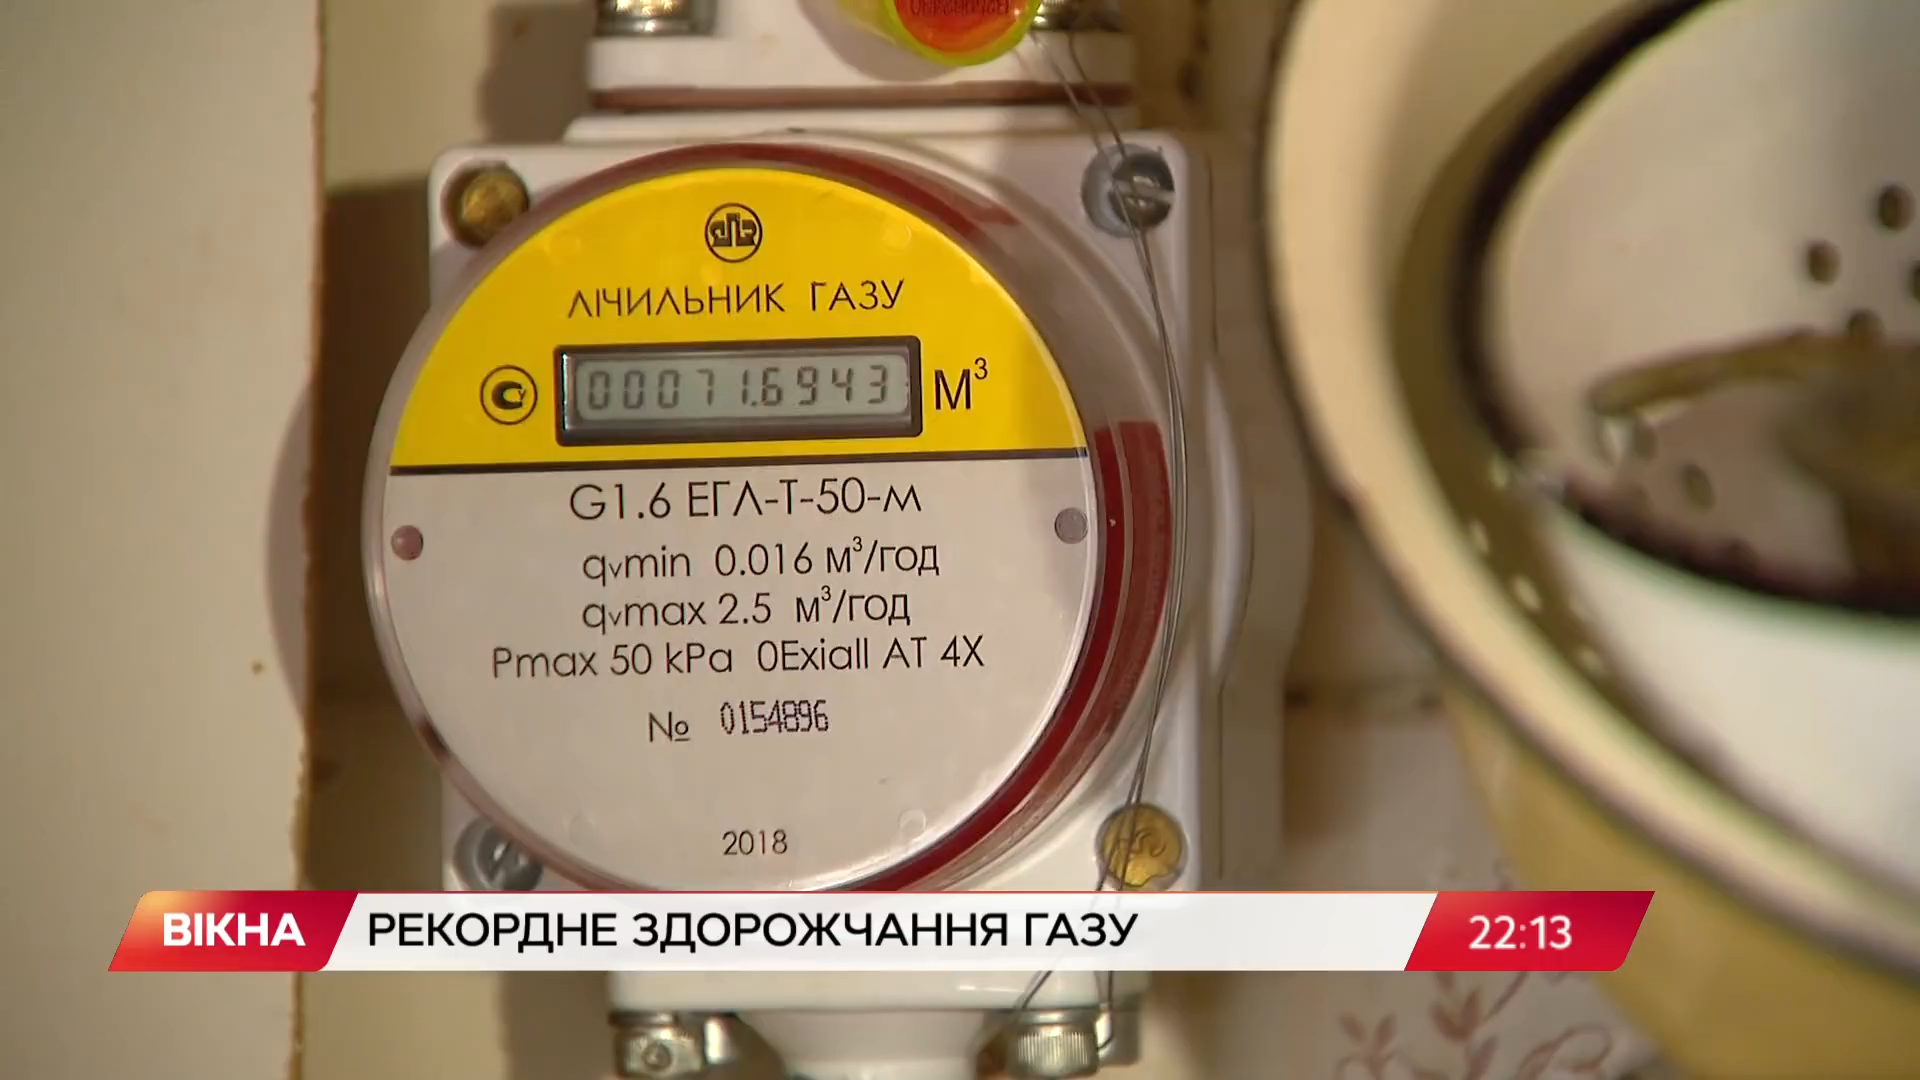 ЛІЧИЛЬНИК ГАЗУ
00071.6943 М³
G1.6 ЕГЛ-Т-50-м
qvmin 0.016 м³/год
qvmax 2.5 м³/год
Pmax 50 kPa 0ExiaII AT 4X
№ 0154896
2018
ВІКНА РЕКОРДНЕ ЗДОРОЖЧАННЯ ГАЗУ 22:13